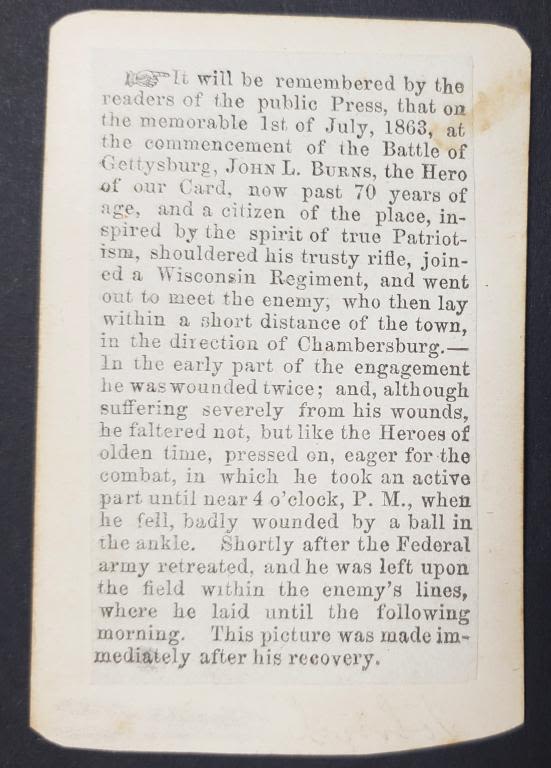 ☞It will be remembered by the
readers of the public Press, that on
the memorable 1st of July, 1863, at
the commencement of the Battle of
Gettysburg, JOHN L. BURNS, the Hero
of our Card, now past 70 years of
age, and a citizen of the place, in-
spired by the spirit of true Patriot-
ism, shouldered his trusty rifle, join-
ed a Wisconsin Regiment, and went
out to meet the enemy, who then lay
within a short distance of the town,
in the direction of Chambersburg.—
In the early part of the engagement
he was wounded twice; and, although
suffering severely from his wounds,
he faltered not, but like the Heroes of
olden time, pressed on, eager for the
combat, in which he took an active
part until near 4 o'clock, P. M., when
he fell, badly wounded by a ball in
the ankle. Shortly after the Federal
army retreated, and he was left upon
the field within the enemy's lines,
where he laid until the following
morning. This picture was made im-
mediately after his recovery.